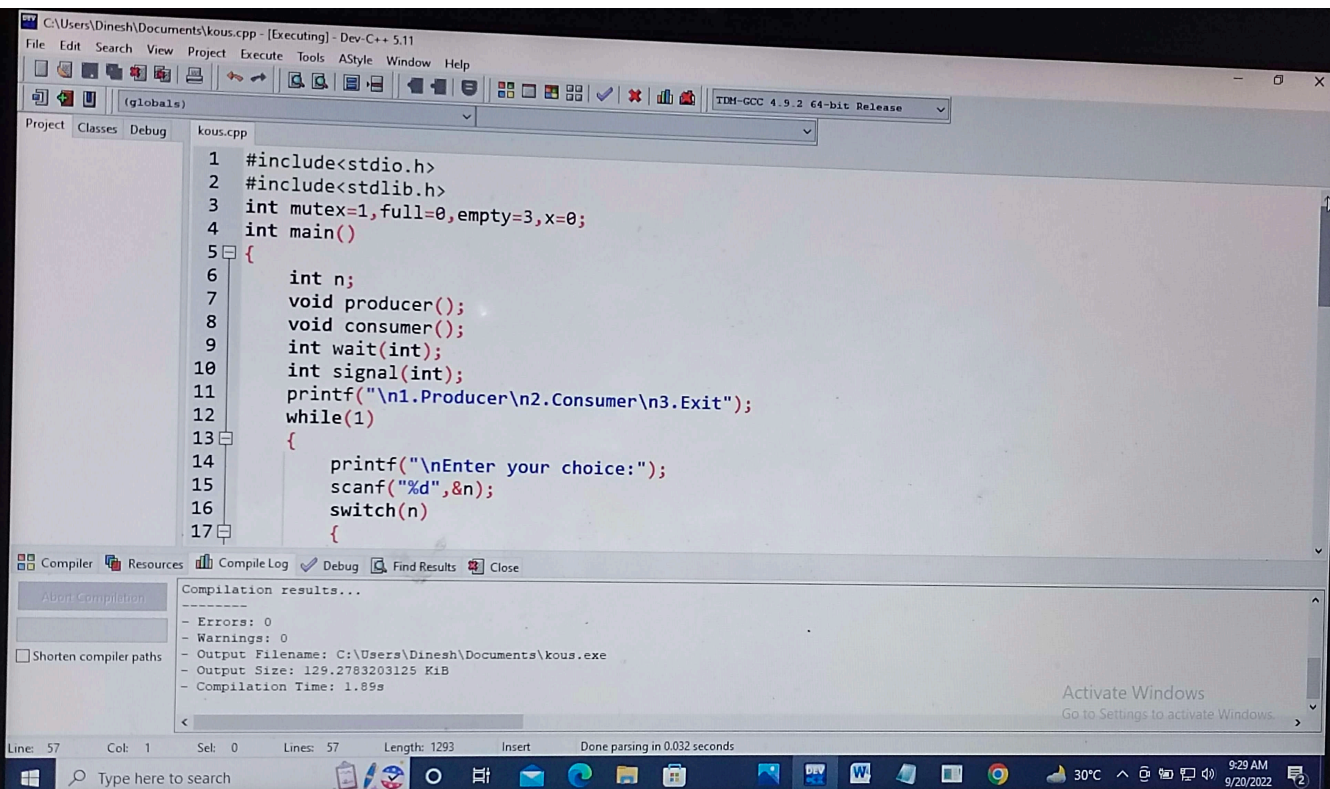 C:\Users\Dinesh\Documents\kous.cpp - [Executing] - Dev-C++ 5.11
File Edit Search View Project Execute Tools AStyle Window Help
(globals)
TDM-GCC 4.9.2 64-bit Release
Project Classes Debug
kous.cpp
1 #include<stdio.h>
2 #include<stdlib.h>
3 int mutex=1,full=0,empty=3,x=0;
4 int main()
5 {
6 int n;
7 void producer();
8 void consumer();
9 int wait(int);
10 int signal(int);
11 printf("\n1.Producer\n2.Consumer\n3.Exit");
12 while(1)
13 {
14 printf("\nEnter your choice:");
15 scanf("%d",&n);
16 switch(n)
17 {
Compiler Resources Compile Log Debug Find Results Close
Abort Compilation
Shorten compiler paths
Compilation results...
--------
- Errors: 0
- Warnings: 0
- Output Filename: C:\Users\Dinesh\Documents\kous.exe
- Output Size: 129.2783203125 KiB
- Compilation Time: 1.89s
Activate Windows
Go to Settings to activate Windows.
Line: 57 Col: 1 Sel: 0 Lines: 57 Length: 1293 Insert Done parsing in 0.032 seconds
Type here to search
DEV
W
30°C
9:29 AM
9/20/2022
2